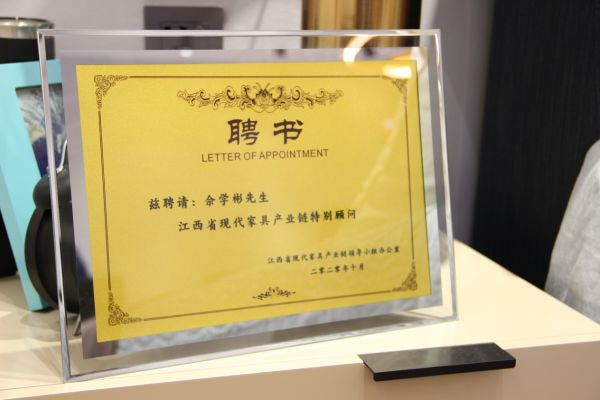 聘书
LETTER OF APPOINTMENT
兹聘请：佘学彬先生
江西省现代家具产业链特别顾问
江西省现代家具产业链领导小组办公室
二零二零年十月